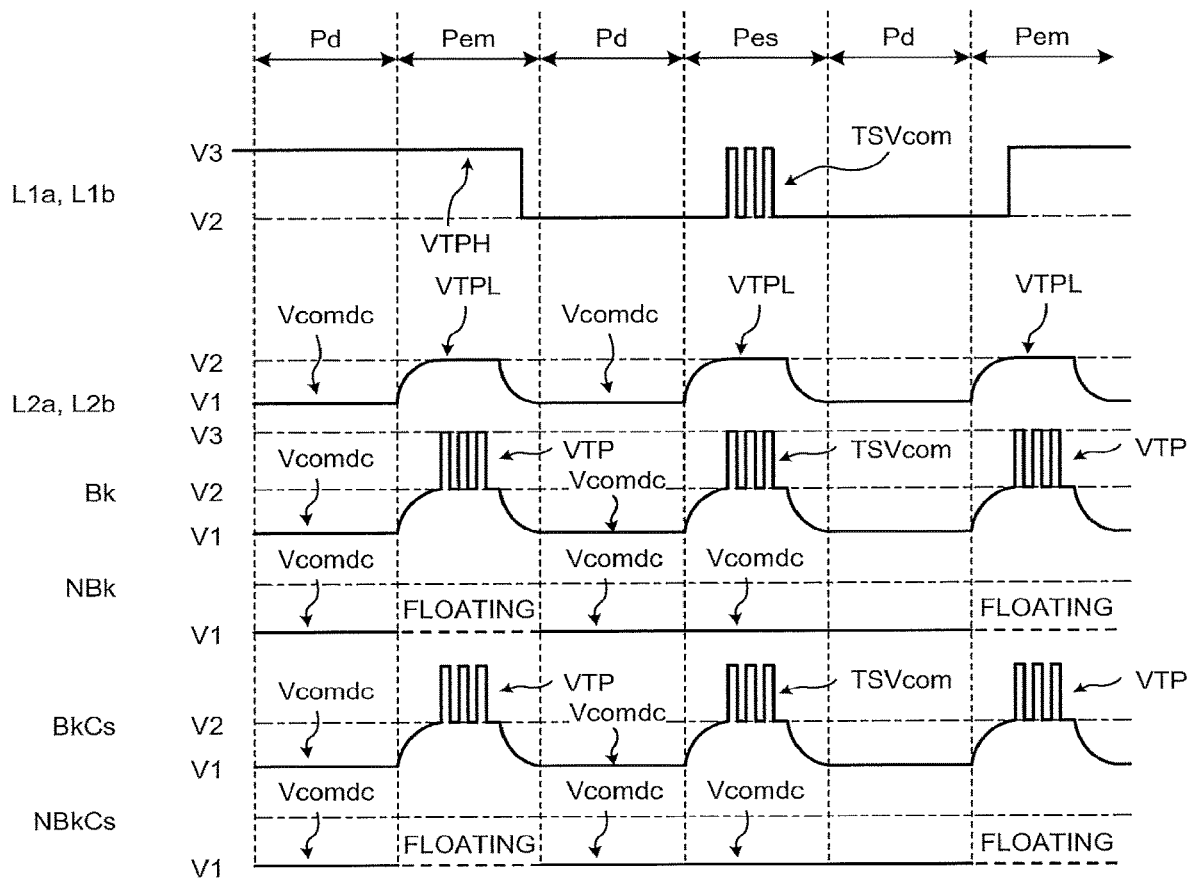 Pd Pem Pd Pes Pd Pem
V3
TSVcom
L1a, L1b
V2
VTPH
VTPL VTPL VTPL
Vcomdc Vcomdc
V2
L2a, L2b V1
V3
Vcomdc VTP TSVcom VTP
Vcomdc
Bk V2
V1
Vcomdc Vcomdc Vcomdc
NBk
FLOATING FLOATING
V1
Vcomdc VTP TSVcom VTP
Vcomdc
BkCs V2
V1
Vcomdc Vcomdc Vcomdc
NBkCs
FLOATING FLOATING
V1